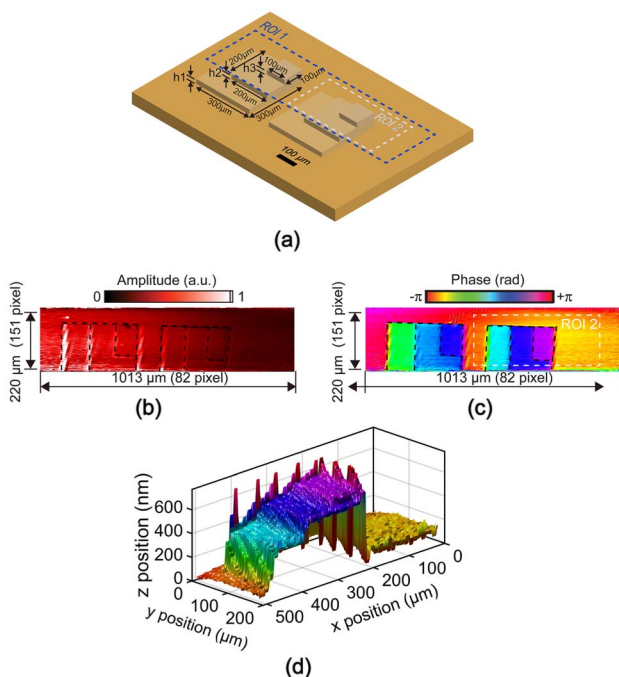 ROI 1
200µm
100µm
h3
h1
h2
100µm
200µm
300µm
300µm
ROI 2
100 µm
(a)
Amplitude (a.u.)
0
1
220 µm (151 pixel)
1013 µm (82 pixel)
(b)
Phase (rad)
-π
+π
ROI 2
220 µm (151 pixel)
1013 µm (82 pixel)
(c)
z position (nm)
600
400
200
0
0
100
200
y position (µm)
500
400
300
200
100
0
x position (µm)
(d)